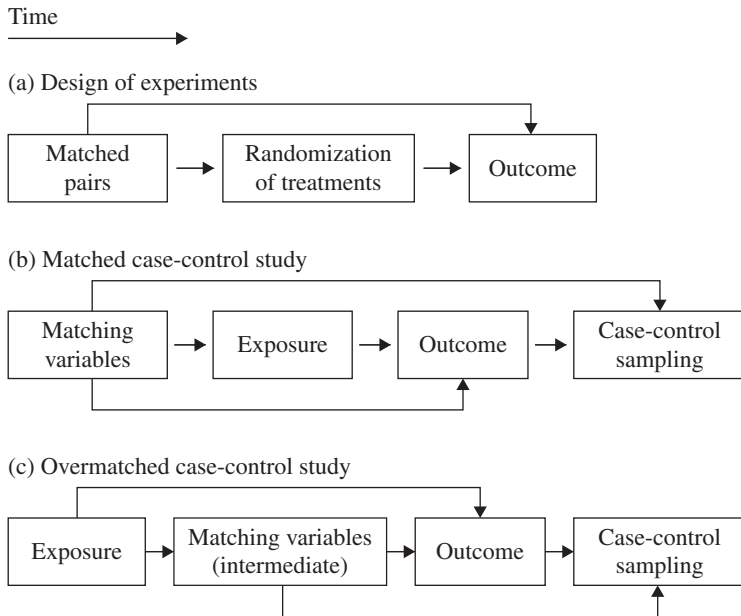 Time
(a) Design of experiments
Matched
pairs
Randomization
of treatments
Outcome
(b) Matched case-control study
Matching
variables
Exposure
Outcome
Case-control
sampling
(c) Overmatched case-control study
Exposure
Matching variables
(intermediate)
Outcome
Case-control
sampling